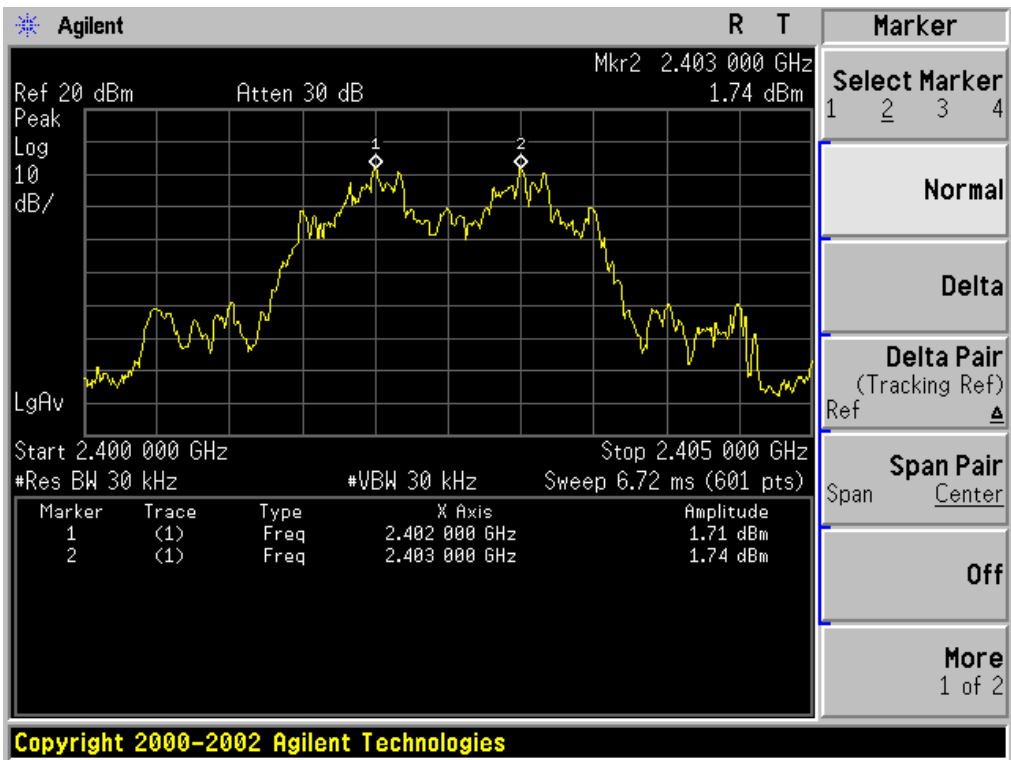 Agilent R T
Mkr2 2.403 000 GHz
Ref 20 dBm Atten 30 dB 1.74 dBm
Peak
Log
10
dB/
1 2
LgAv
Start 2.400 000 GHz Stop 2.405 000 GHz
#Res BW 30 kHz #VBW 30 kHz Sweep 6.72 ms (601 pts)
Marker Trace Type X Axis Amplitude
1 (1) Freq 2.402 000 GHz 1.71 dBm
2 (1) Freq 2.403 000 GHz 1.74 dBm
Marker
Select Marker
1 2 3 4
Normal
Delta
Delta Pair
(Tracking Ref)
Ref Δ
Span Pair
Span Center
Off
More
1 of 2
Copyright 2000-2002 Agilent Technologies